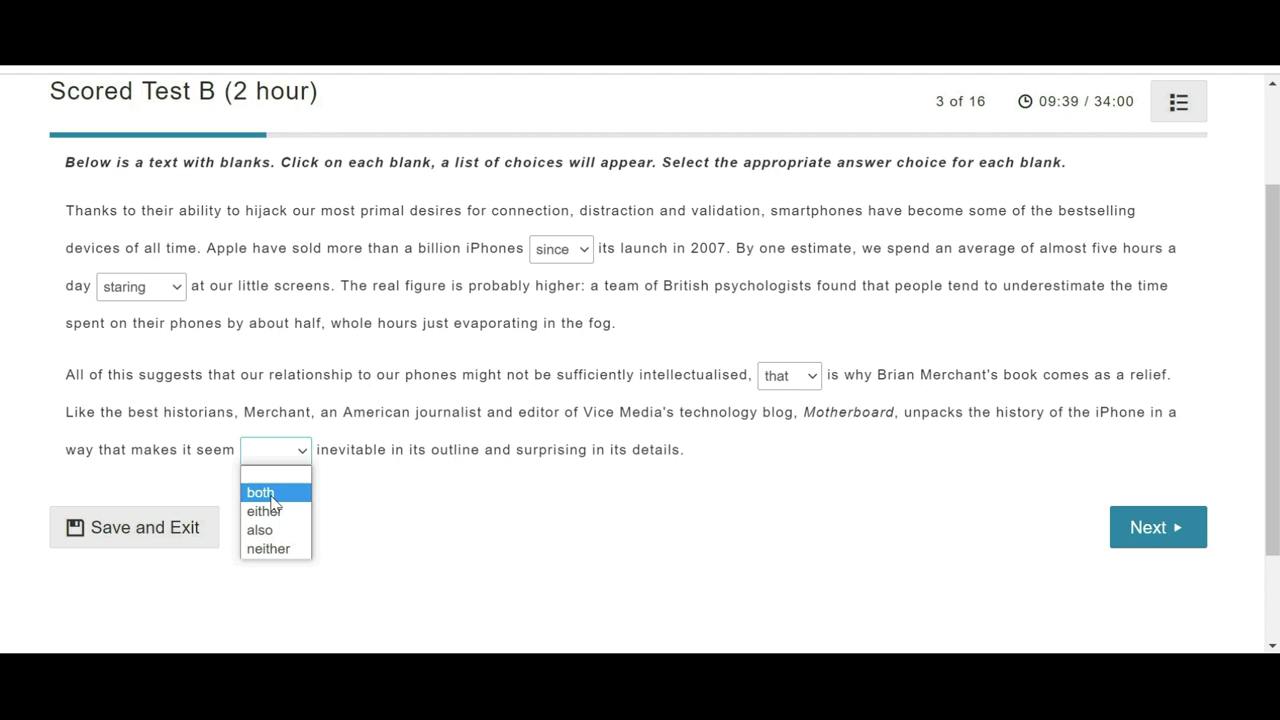 Scored Test B (2 hour)
3 of 16 09:39 / 34:00
Below is a text with blanks. Click on each blank, a list of choices will appear. Select the appropriate answer choice for each blank.
Thanks to their ability to hijack our most primal desires for connection, distraction and validation, smartphones have become some of the bestselling
devices of all time. Apple have sold more than a billion iPhones since its launch in 2007. By one estimate, we spend an average of almost five hours a
day staring at our little screens. The real figure is probably higher: a team of British psychologists found that people tend to underestimate the time
spent on their phones by about half, whole hours just evaporating in the fog.
All of this suggests that our relationship to our phones might not be sufficiently intellectualised, that is why Brian Merchant's book comes as a relief.
Like the best historians, Merchant, an American journalist and editor of Vice Media's technology blog, Motherboard, unpacks the history of the iPhone in a
way that makes it seem inevitable in its outline and surprising in its details.
both
either
also
neither
Save and Exit
Next